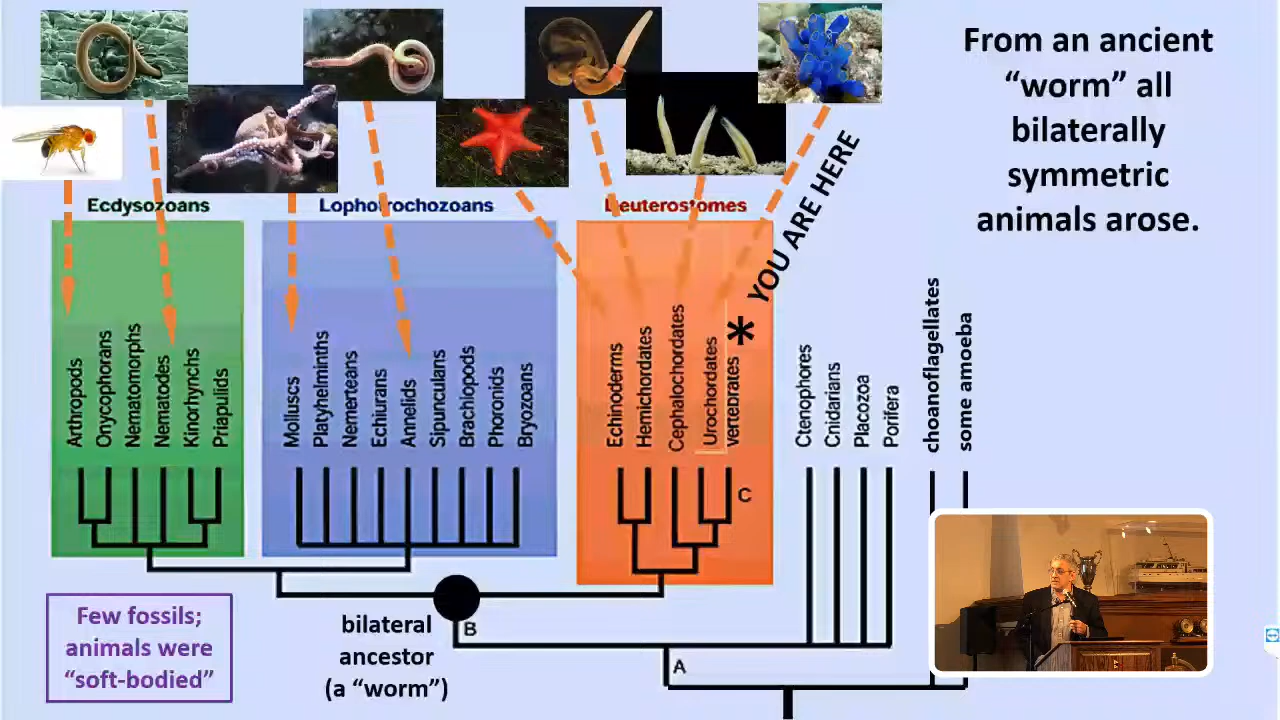 From an ancient
“worm” all
bilaterally
symmetric
animals arose.
YOU ARE HERE
Ecdysozoans
Lophotrochozoans
Deuterostomes
*
Arthropods
Onycophorans
Nematomorphs
Nematodes
Kinorhynchs
Priapulids
Molluscs
Platyhelminths
Nemerteans
Echiurans
Annelids
Sipunculans
Brachiopods
Phoronids
Bryozoans
Echinoderms
Hemichordates
Cephalochordates
Urochordates
vertebrates
Ctenophores
Cnidarians
Placozoa
Porifera
choanoflagellates
some amoeba
C
B
A
bilateral
ancestor
(a “worm”)
Few fossils;
animals were
“soft-bodied”